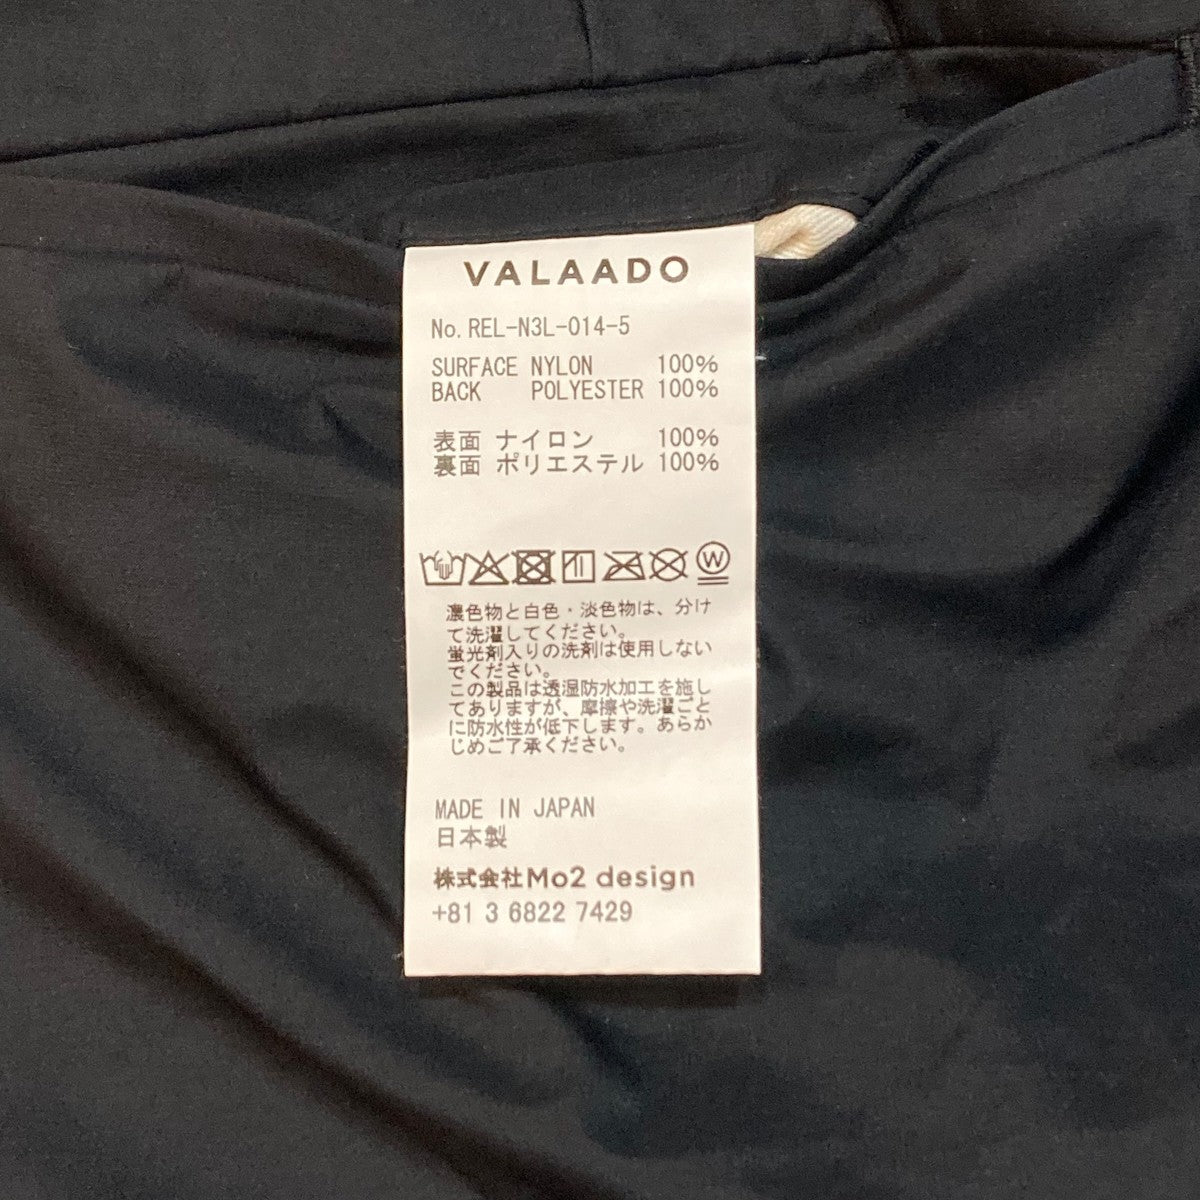 VALAADO
No. REL-N3L-014-5
SURFACE NYLON 100%
BACK POLYESTER 100%
表面 ナイロン 100%
裏面 ポリエステル 100%
W
濃色物と白色・淡色物は、分け
て洗濯してください。
蛍光剤入りの洗剤は使用しない
でください。
この製品は透湿防水加工を施し
てありますが、摩擦や洗濯ごと
に防水性が低下します。あらか
じめご了承ください。
MADE IN JAPAN
日本製
株式会社Mo2 design
+81 3 6822 7429